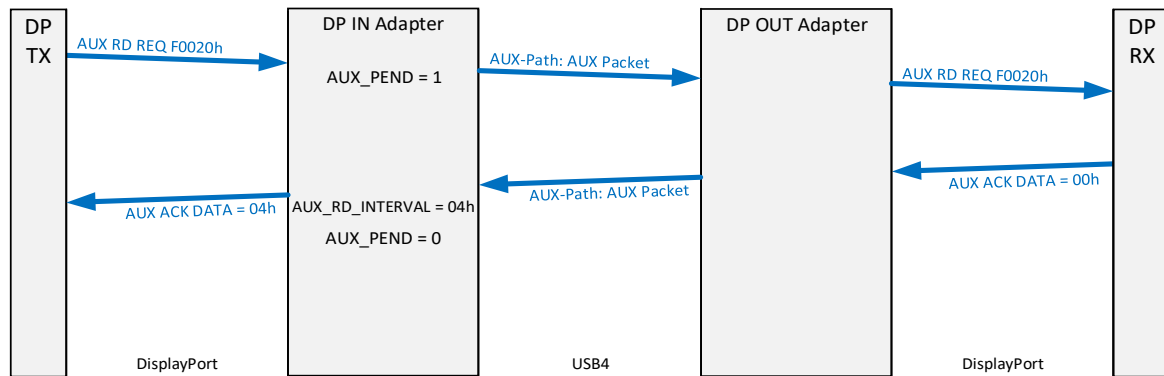 DP
TX
DP IN Adapter
DP OUT Adapter
DP
RX
AUX RD REQ F0020h
AUX_PEND = 1
AUX-Path: AUX Packet
AUX RD REQ F0020h
AUX ACK DATA = 04h
AUX_RD_INTERVAL = 04h
AUX_PEND = 0
AUX-Path: AUX Packet
AUX ACK DATA = 00h
DisplayPort
USB4
DisplayPort